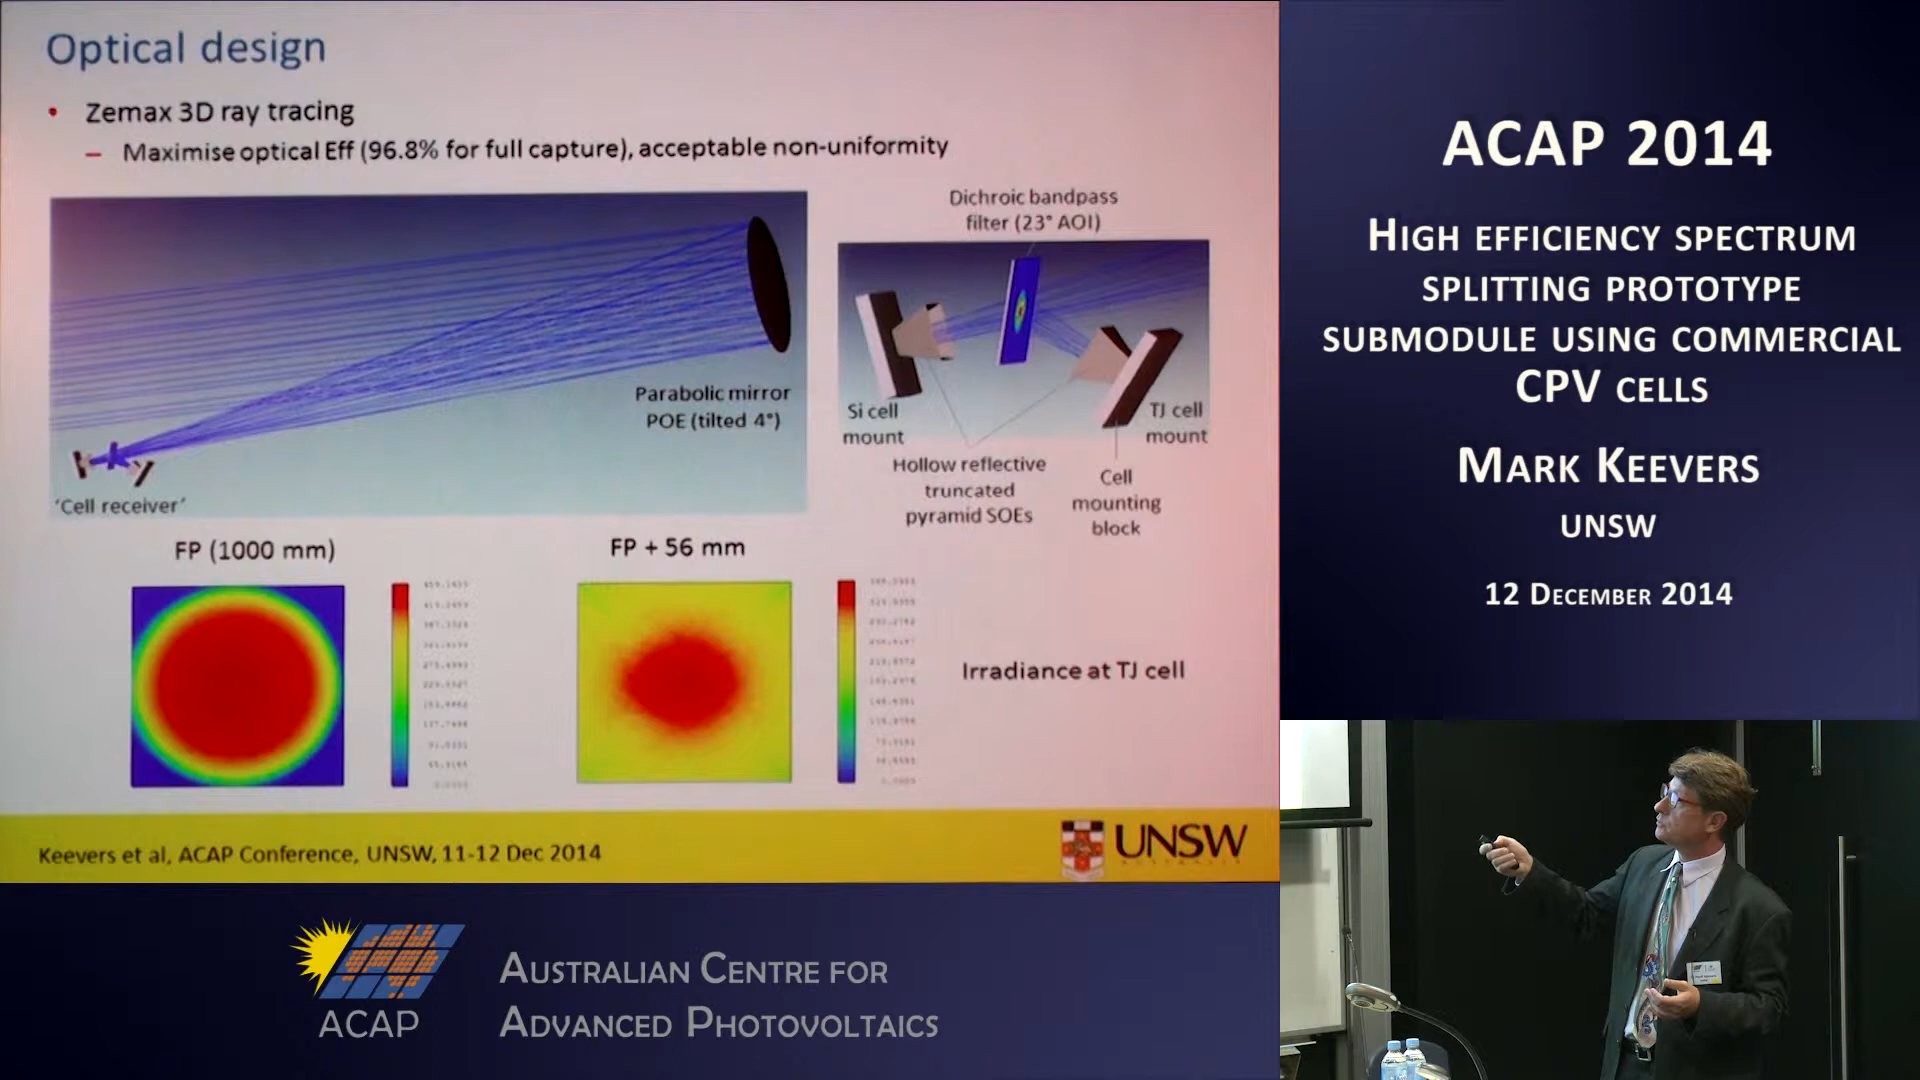 Optical design
• Zemax 3D ray tracing
– Maximise optical Eff (96.8% for full capture), acceptable non-uniformity
Parabolic mirror
POE (tilted 4°)
'Cell receiver'
Dichroic bandpass
filter (23° AOI)
Si cell
mount
TJ cell
mount
Hollow reflective
truncated
pyramid SOEs
Cell
mounting
block
FP (1000 mm)
FP + 56 mm
Irradiance at TJ cell
Keevers et al, ACAP Conference, UNSW, 11-12 Dec 2014
UNSW
ACAP
Australian Centre for
Advanced Photovoltaics
ACAP 2014
High efficiency spectrum
splitting prototype
submodule using commercial
CPV cells
Mark Keevers
UNSW
12 December 2014